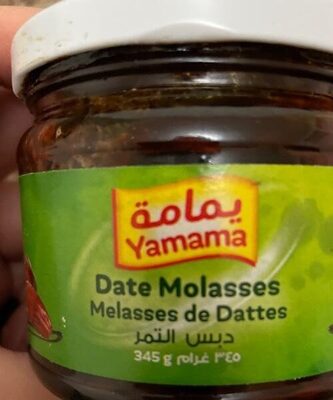 يمامة
Yamama
Date Molasses
Melasses de Dattes
دبس التمر
345 g ٣٤٥ غرام